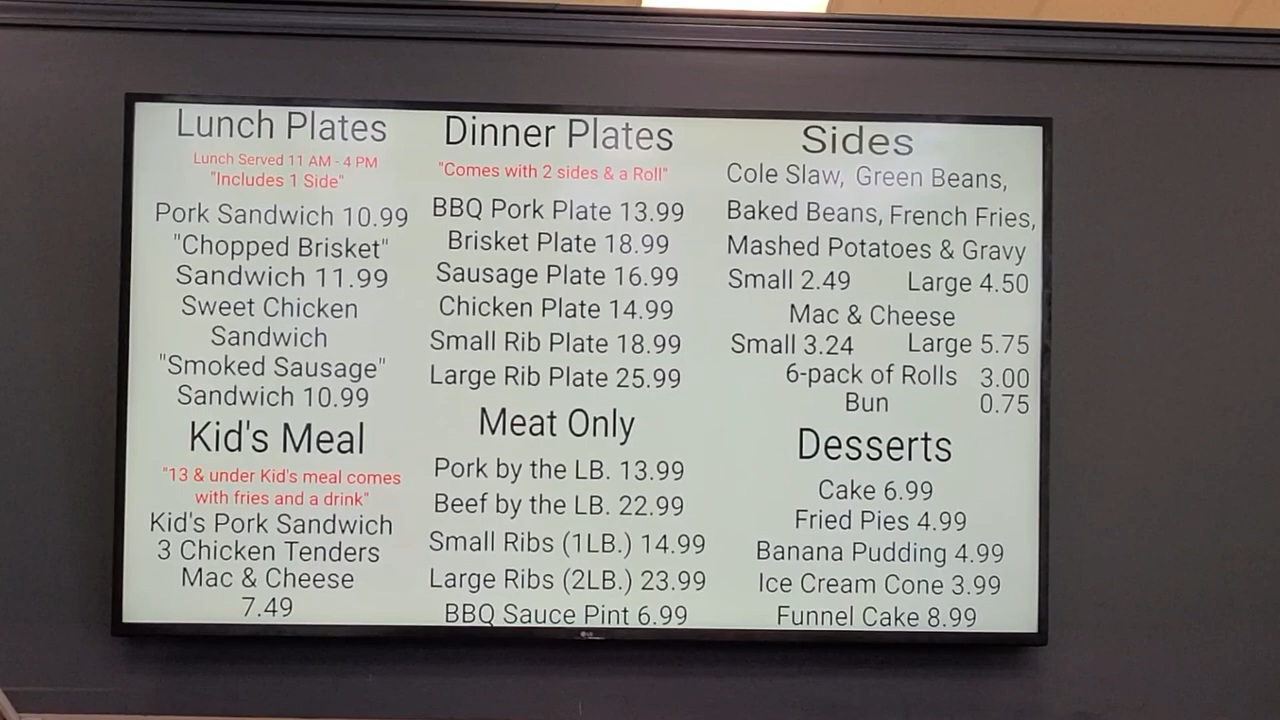 Lunch Plates
Lunch Served 11 AM - 4 PM
"Includes 1 Side"
Pork Sandwich 10.99
"Chopped Brisket"
Sandwich 11.99
Sweet Chicken
Sandwich
"Smoked Sausage"
Sandwich 10.99
Kid's Meal
"13 & under Kid's meal comes
with fries and a drink"
Kid's Pork Sandwich
3 Chicken Tenders
Mac & Cheese
7.49
Dinner Plates
"Comes with 2 sides & a Roll"
BBQ Pork Plate 13.99
Brisket Plate 18.99
Sausage Plate 16.99
Chicken Plate 14.99
Small Rib Plate 18.99
Large Rib Plate 25.99
Meat Only
Pork by the LB. 13.99
Beef by the LB. 22.99
Small Ribs (1LB.) 14.99
Large Ribs (2LB.) 23.99
BBQ Sauce Pint 6.99
Sides
Cole Slaw, Green Beans,
Baked Beans, French Fries,
Mashed Potatoes & Gravy
Small 2.49 Large 4.50
Mac & Cheese
Small 3.24 Large 5.75
6-pack of Rolls 3.00
Bun 0.75
Desserts
Cake 6.99
Fried Pies 4.99
Banana Pudding 4.99
Ice Cream Cone 3.99
Funnel Cake 8.99
LG